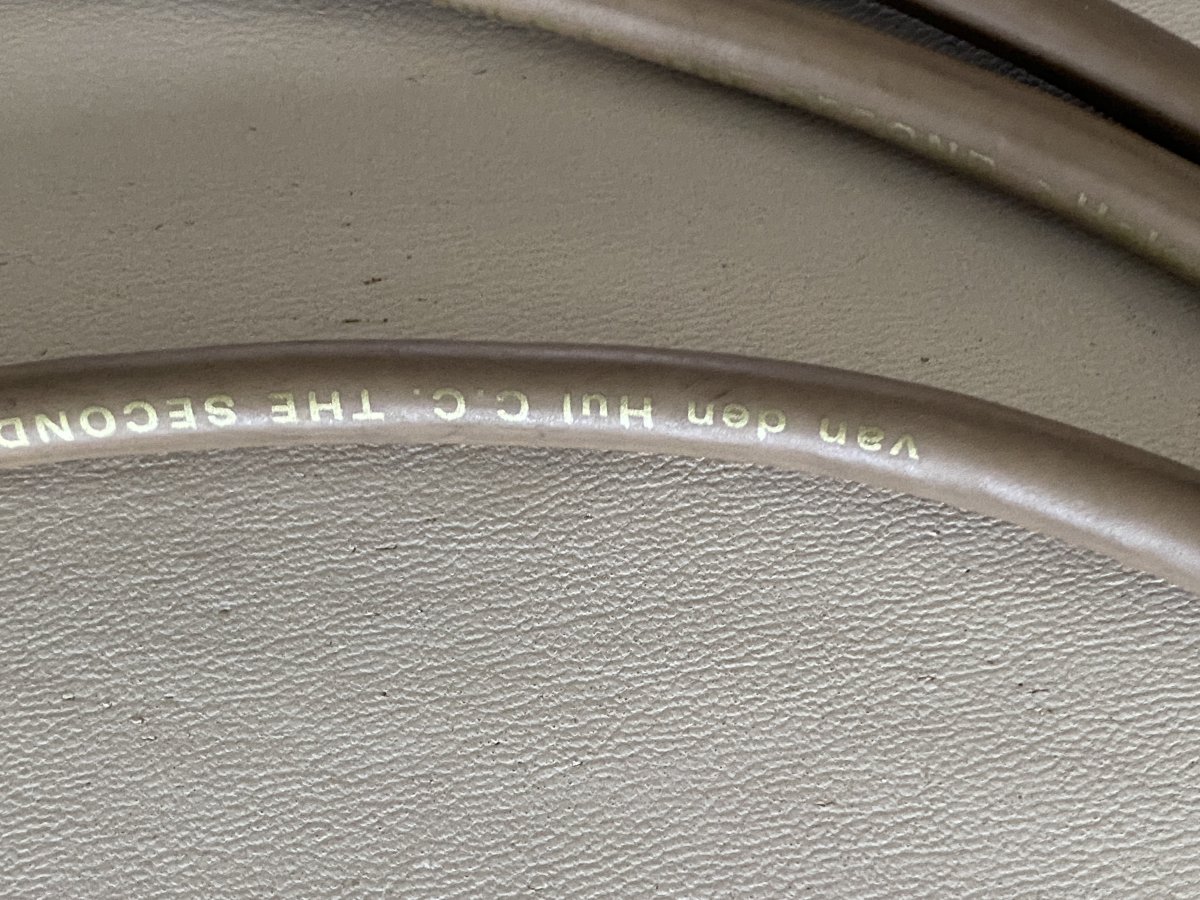 van den Hul C.C. THE SECOND